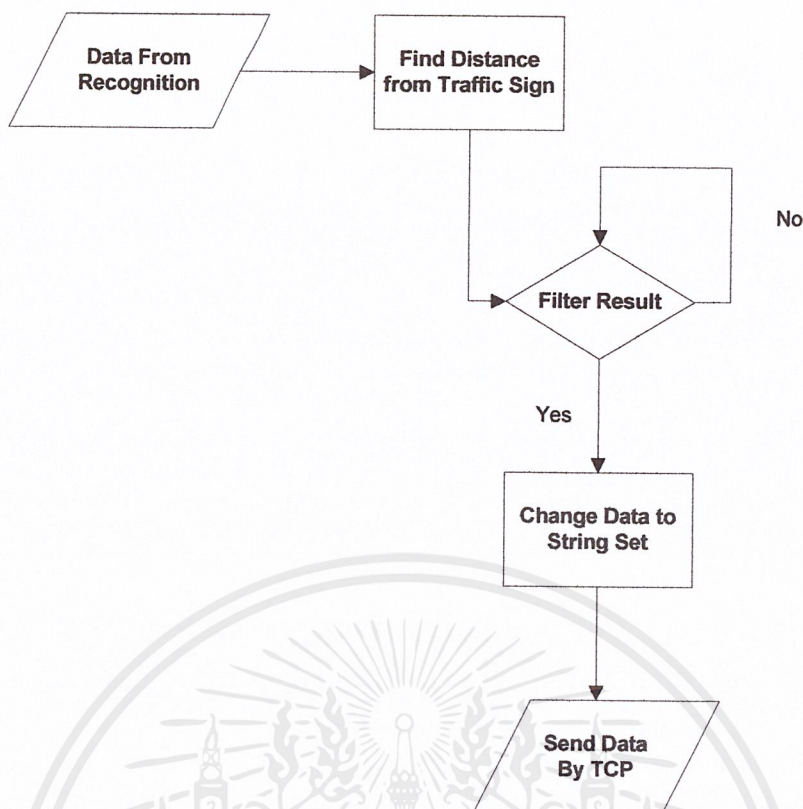 Data From
Recognition
Find Distance
from Traffic Sign
No
Filter Result
Yes
Change Data to
String Set
Send Data
By TCP